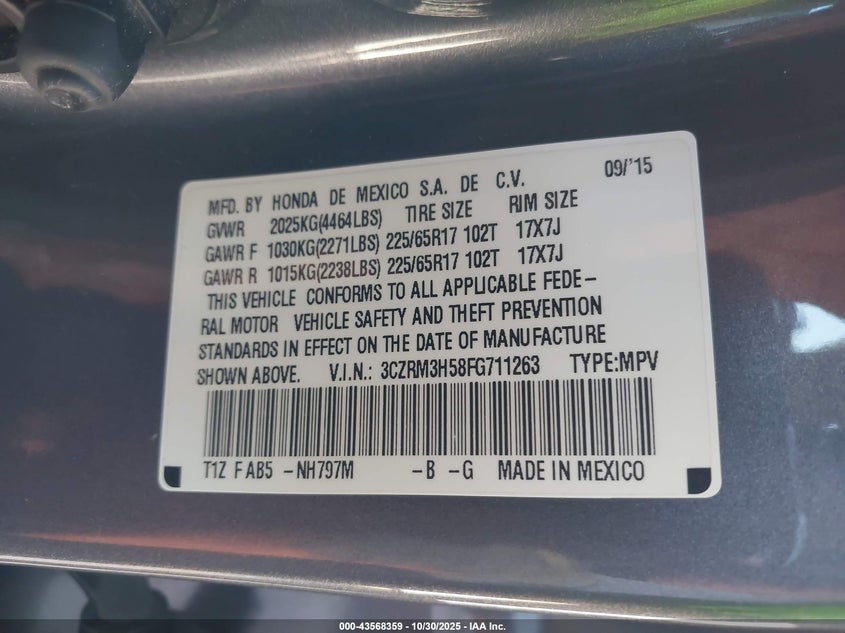 MFD. BY HONDA DE MEXICO S.A. DE C.V. 09/'15
GVWR 2025KG(4464LBS) TIRE SIZE RIM SIZE
GAWR F 1030KG(2271LBS) 225/65R17 102T 17X7J
GAWR R 1015KG(2238LBS) 225/65R17 102T 17X7J
THIS VEHICLE CONFORMS TO ALL APPLICABLE FEDE-
RAL MOTOR VEHICLE SAFETY AND THEFT PREVENTION
STANDARDS IN EFFECT ON THE DATE OF MANUFACTURE
SHOWN ABOVE. V.I.N.: 3CZRM3H58FG711263 TYPE:MPV
T1Z F AB5 -NH797M -B -G MADE IN MEXICO
000-43568359 - 10/30/2025 - IAA Inc.